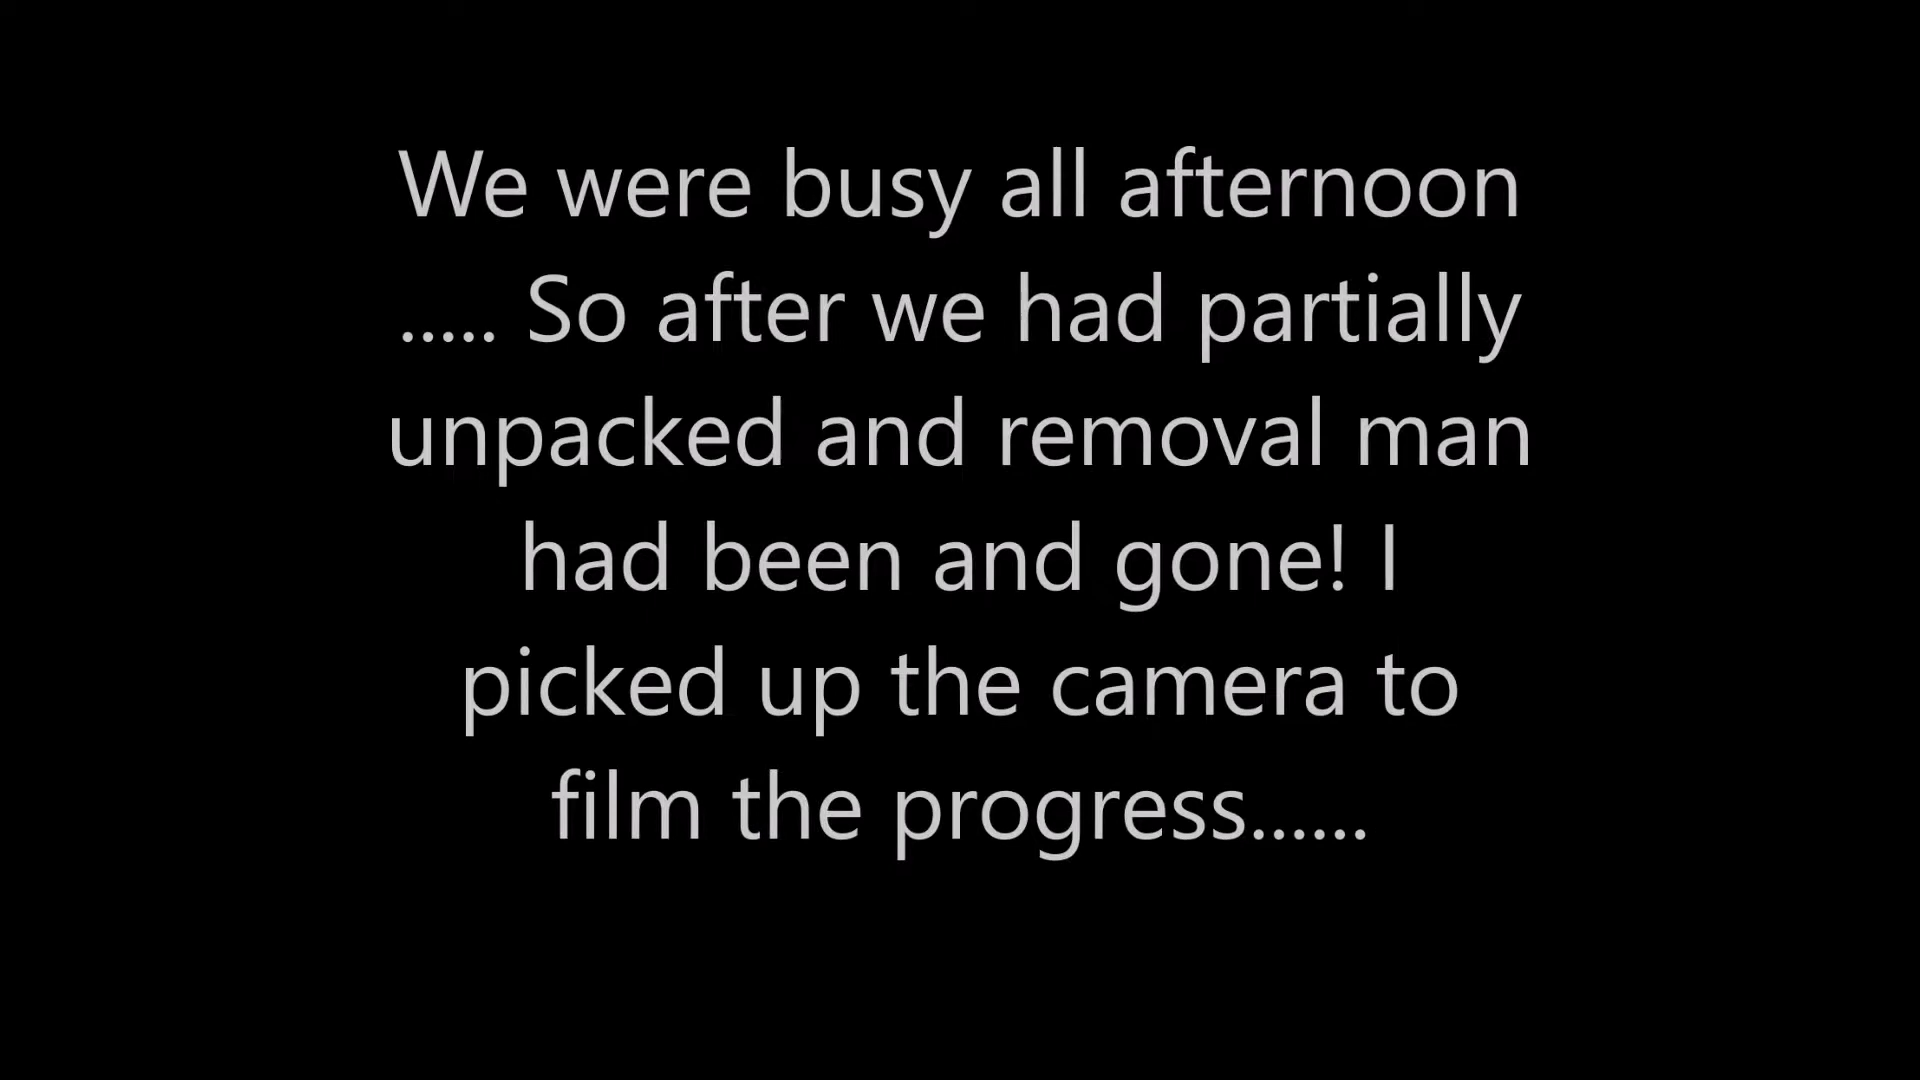 We were busy all afternoon
..... So after we had partially
unpacked and removal man
had been and gone! I
picked up the camera to
film the progress......